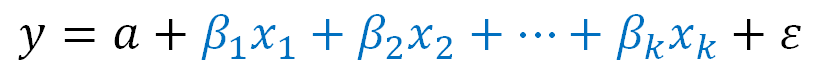 y = a + β₁x₁ + β₂x₂ + ⋯ + βₖxₖ + ε